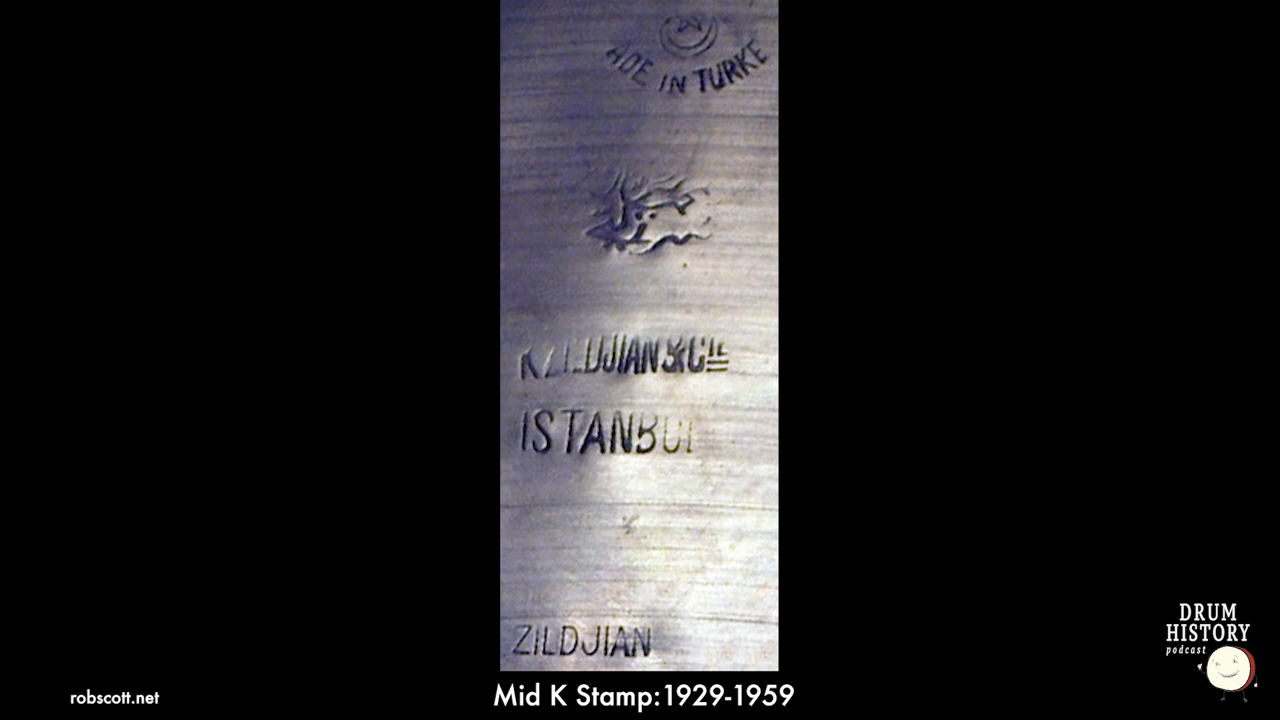 ADE IN TURKE
K ZILDJIAN & CIE
ISTANBUL
ZILDJIAN
Mid K Stamp:1929-1959
robscott.net
DRUM
HISTORY
podcast